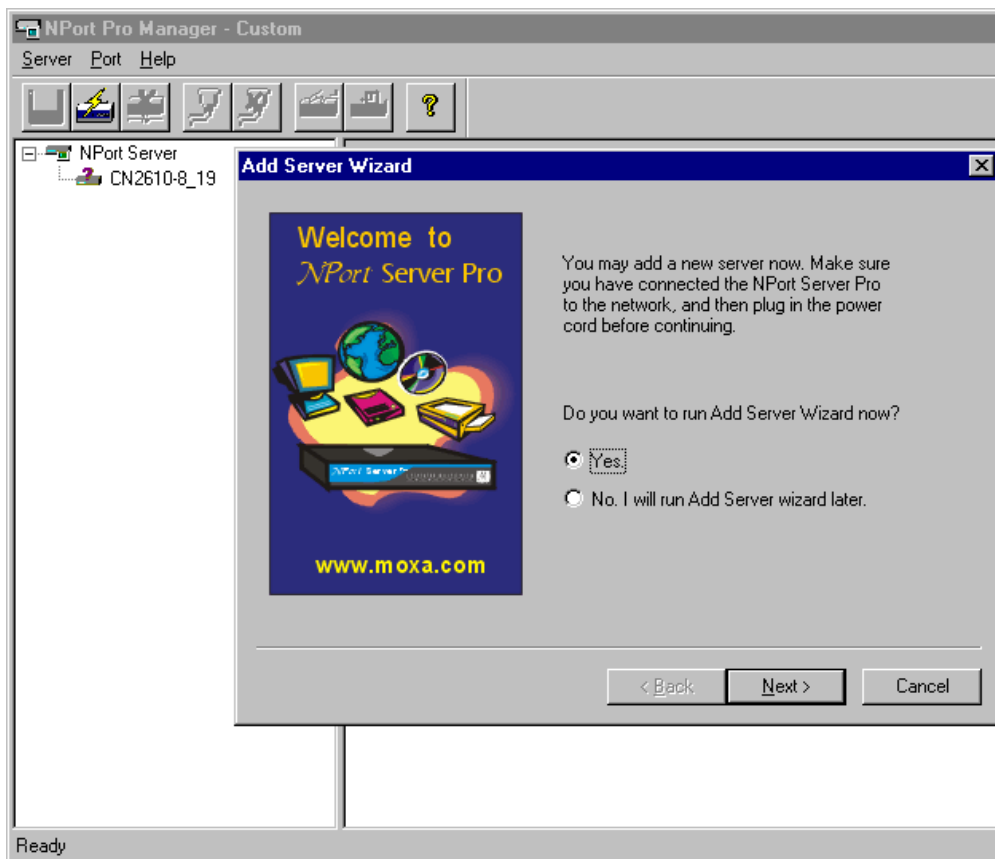 NPort Pro Manager - Custom
Server Port Help
NPort Server
CN2610-8_19
Add Server Wizard
Welcome to
NPort Server Pro
NPort Server Pro
www.moxa.com
You may add a new server now. Make sure
you have connected the NPort Server Pro
to the network, and then plug in the power
cord before continuing.
Do you want to run Add Server Wizard now?
Yes.
No. I will run Add Server wizard later.
< Back
Next >
Cancel
Ready